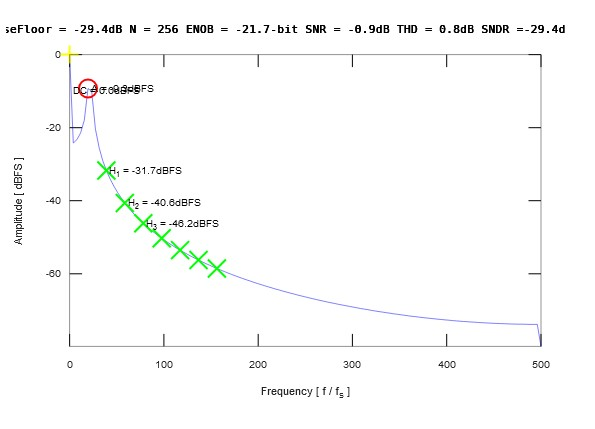 seFloor = -29.4dB N = 256 ENOB = -21.7-bit SNR = -0.9dB THD = 0.8dB SNDR =-29.4d
0
-20
-40
-60
H1 = -31.7dBFS
H2 = -40.6dBFS
H3 = -46.2dBFS
Amplitude [ dBFS ]
0
100
200
300
400
500
Frequency [ f / fs ]